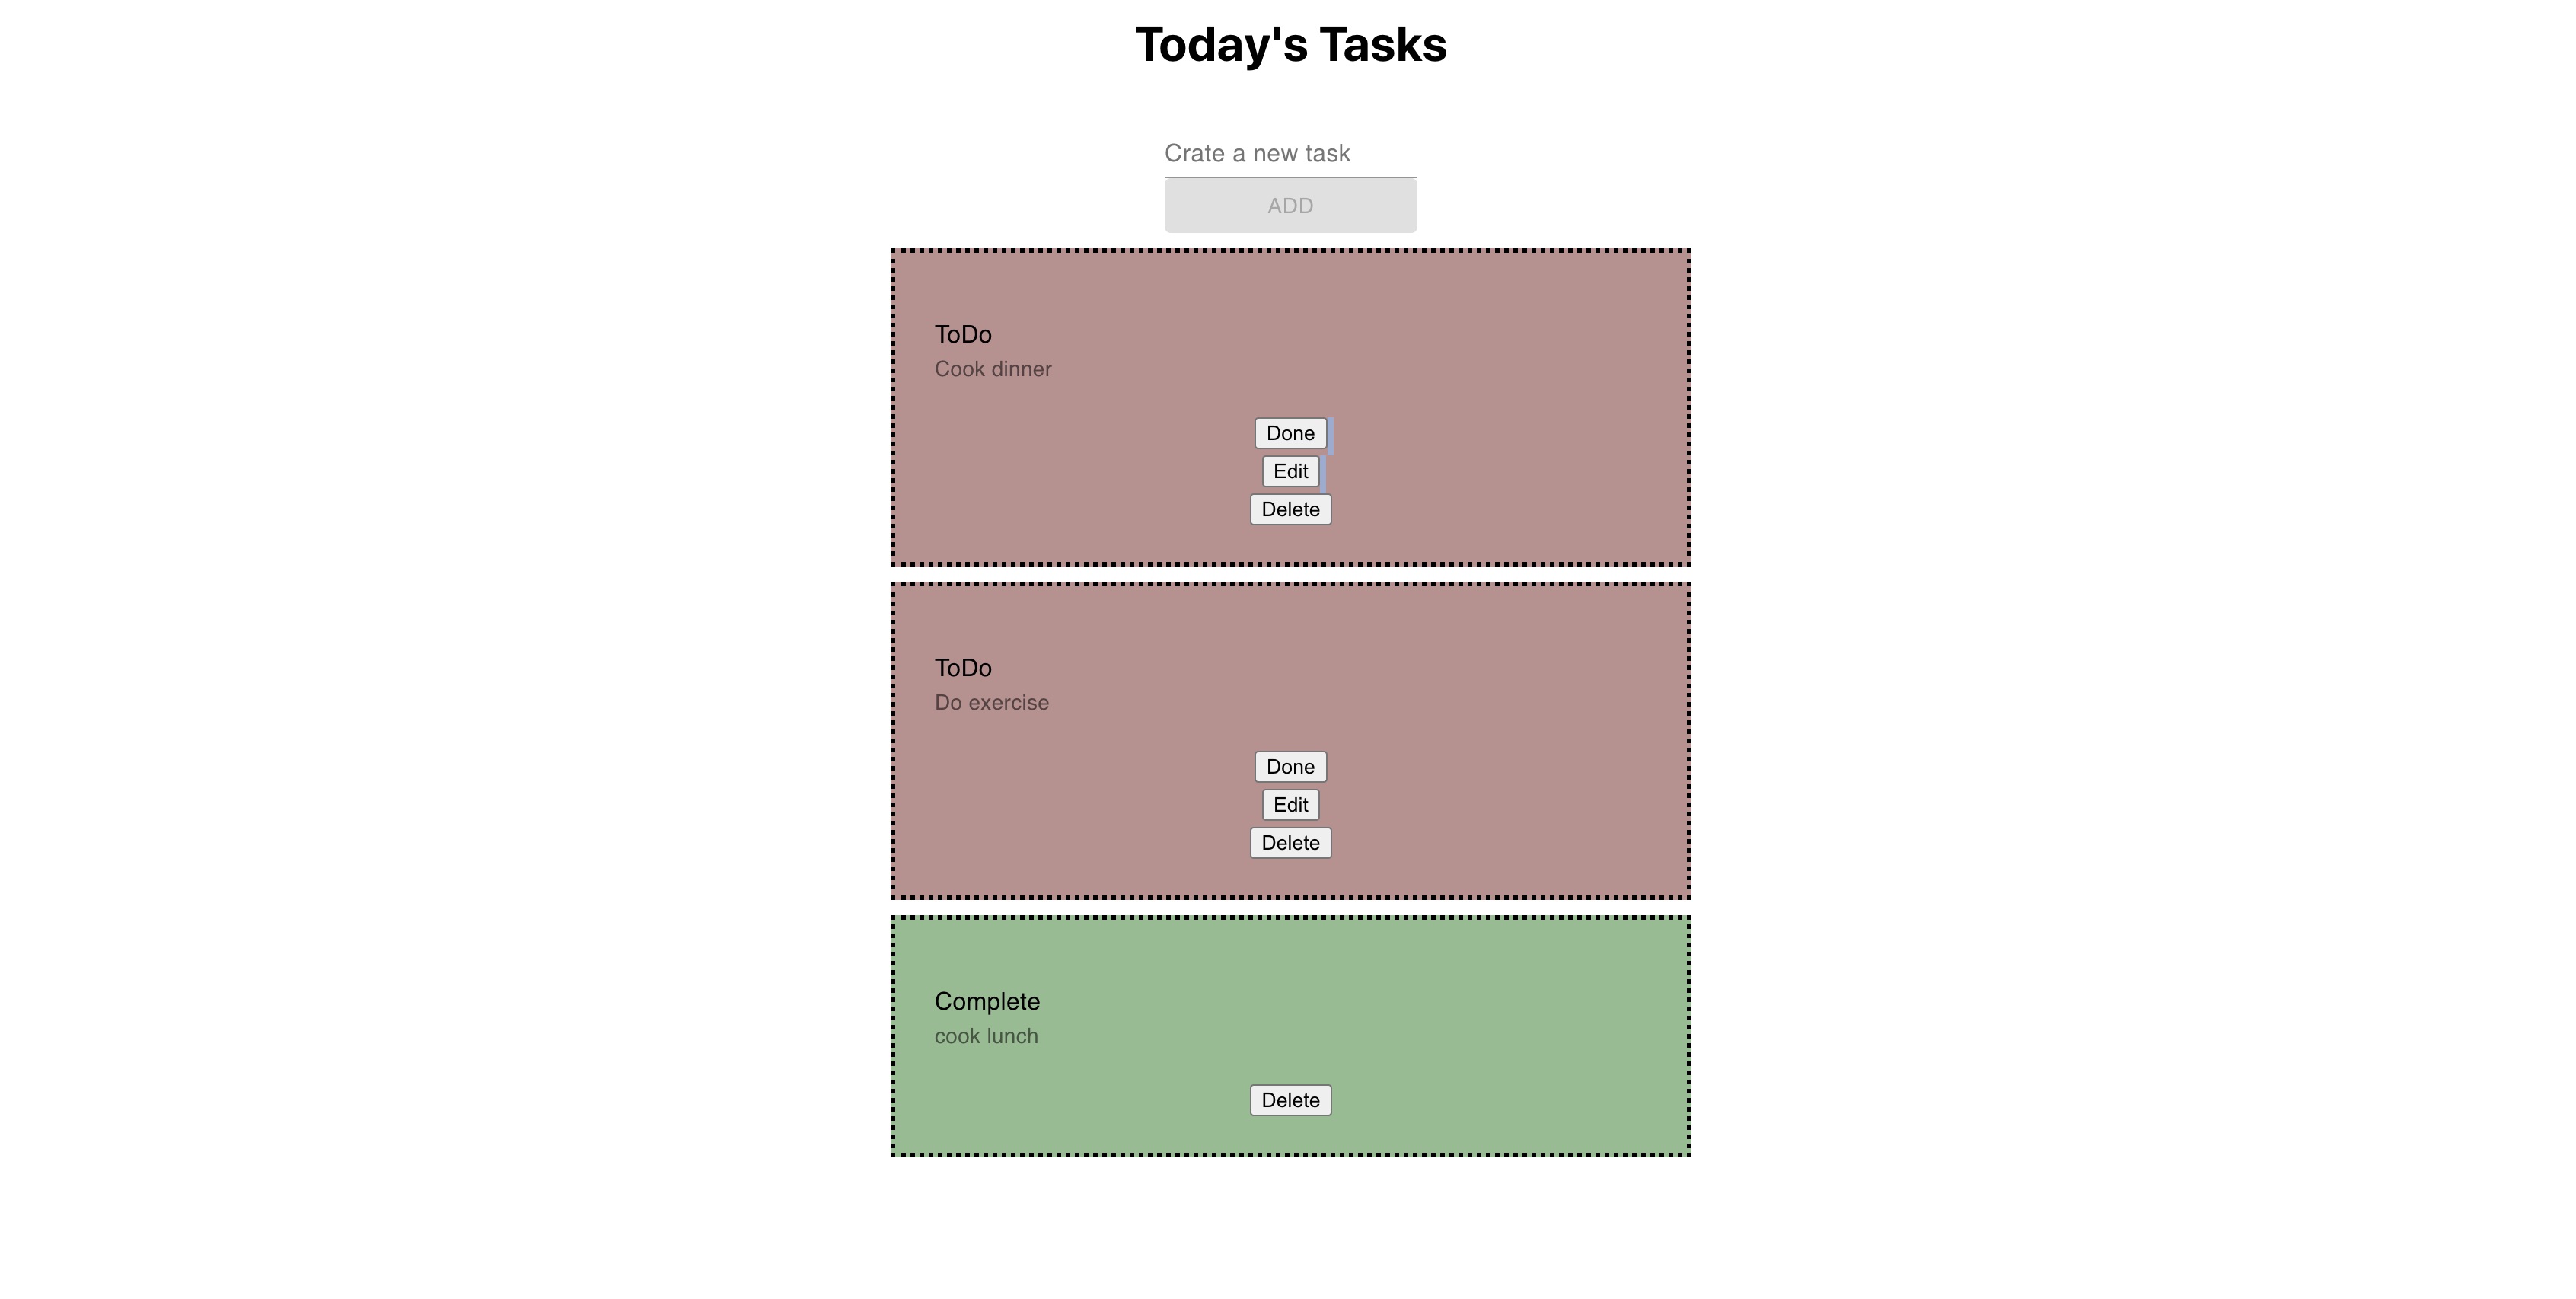 Today's Tasks
Crate a new task
ADD
ToDo
Cook dinner
Done
Edit
Delete
ToDo
Do exercise
Done
Edit
Delete
Complete
cook lunch
Delete